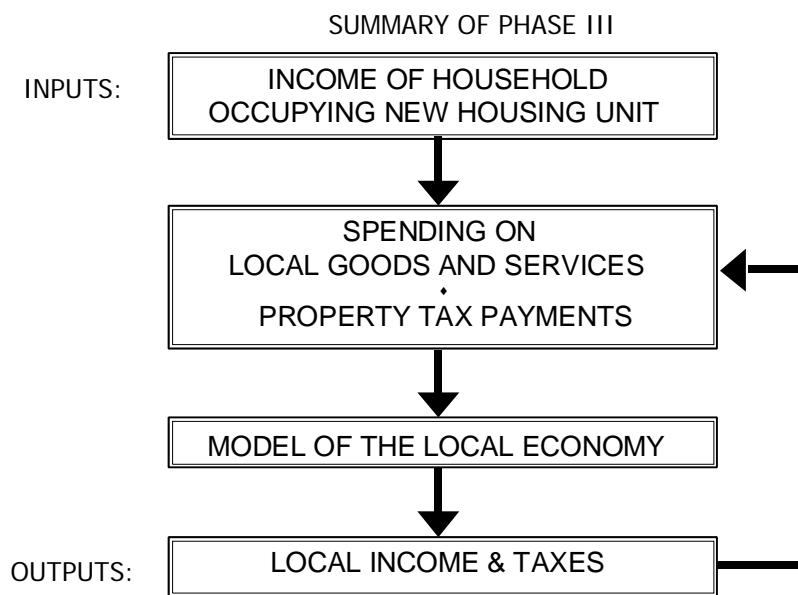 SUMMARY OF PHASE III
INPUTS:
INCOME OF HOUSEHOLD
OCCUPYING NEW HOUSING UNIT
SPENDING ON
LOCAL GOODS AND SERVICES
♦
PROPERTY TAX PAYMENTS
MODEL OF THE LOCAL ECONOMY
OUTPUTS:
LOCAL INCOME & TAXES